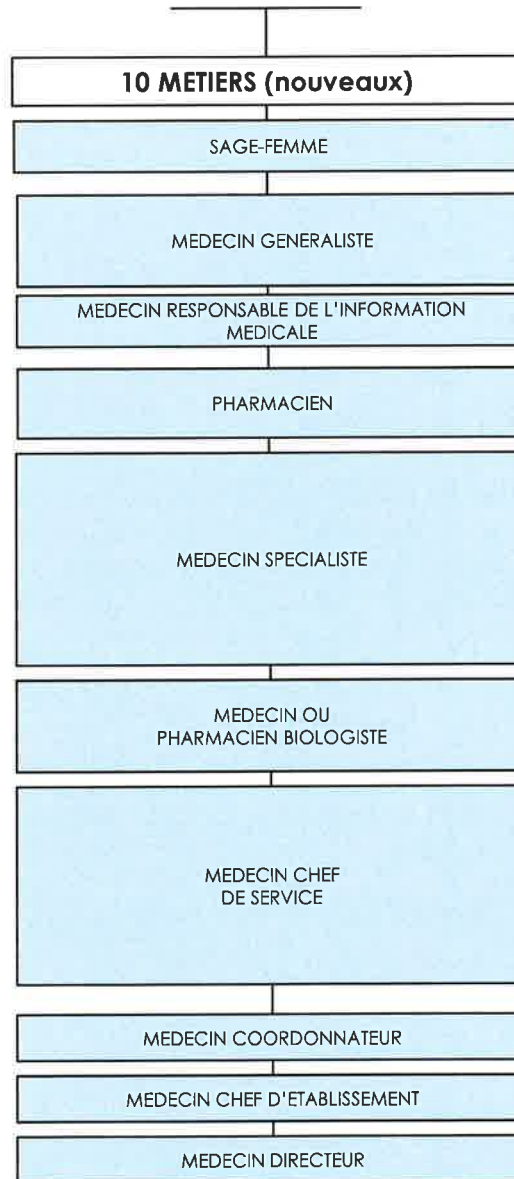 10 METIERS (nouveaux)
SAGE-FEMME
MEDECIN GENERALISTE
MEDECIN RESPONSABLE DE L'INFORMATION
MEDICALE
PHARMACIEN
MEDECIN SPECIALISTE
MEDECIN OU
PHARMACIEN BIOLOGISTE
MEDECIN CHEF
DE SERVICE
MEDECIN COORDONNATEUR
MEDECIN CHEF D'ETABLISSEMENT
MEDECIN DIRECTEUR